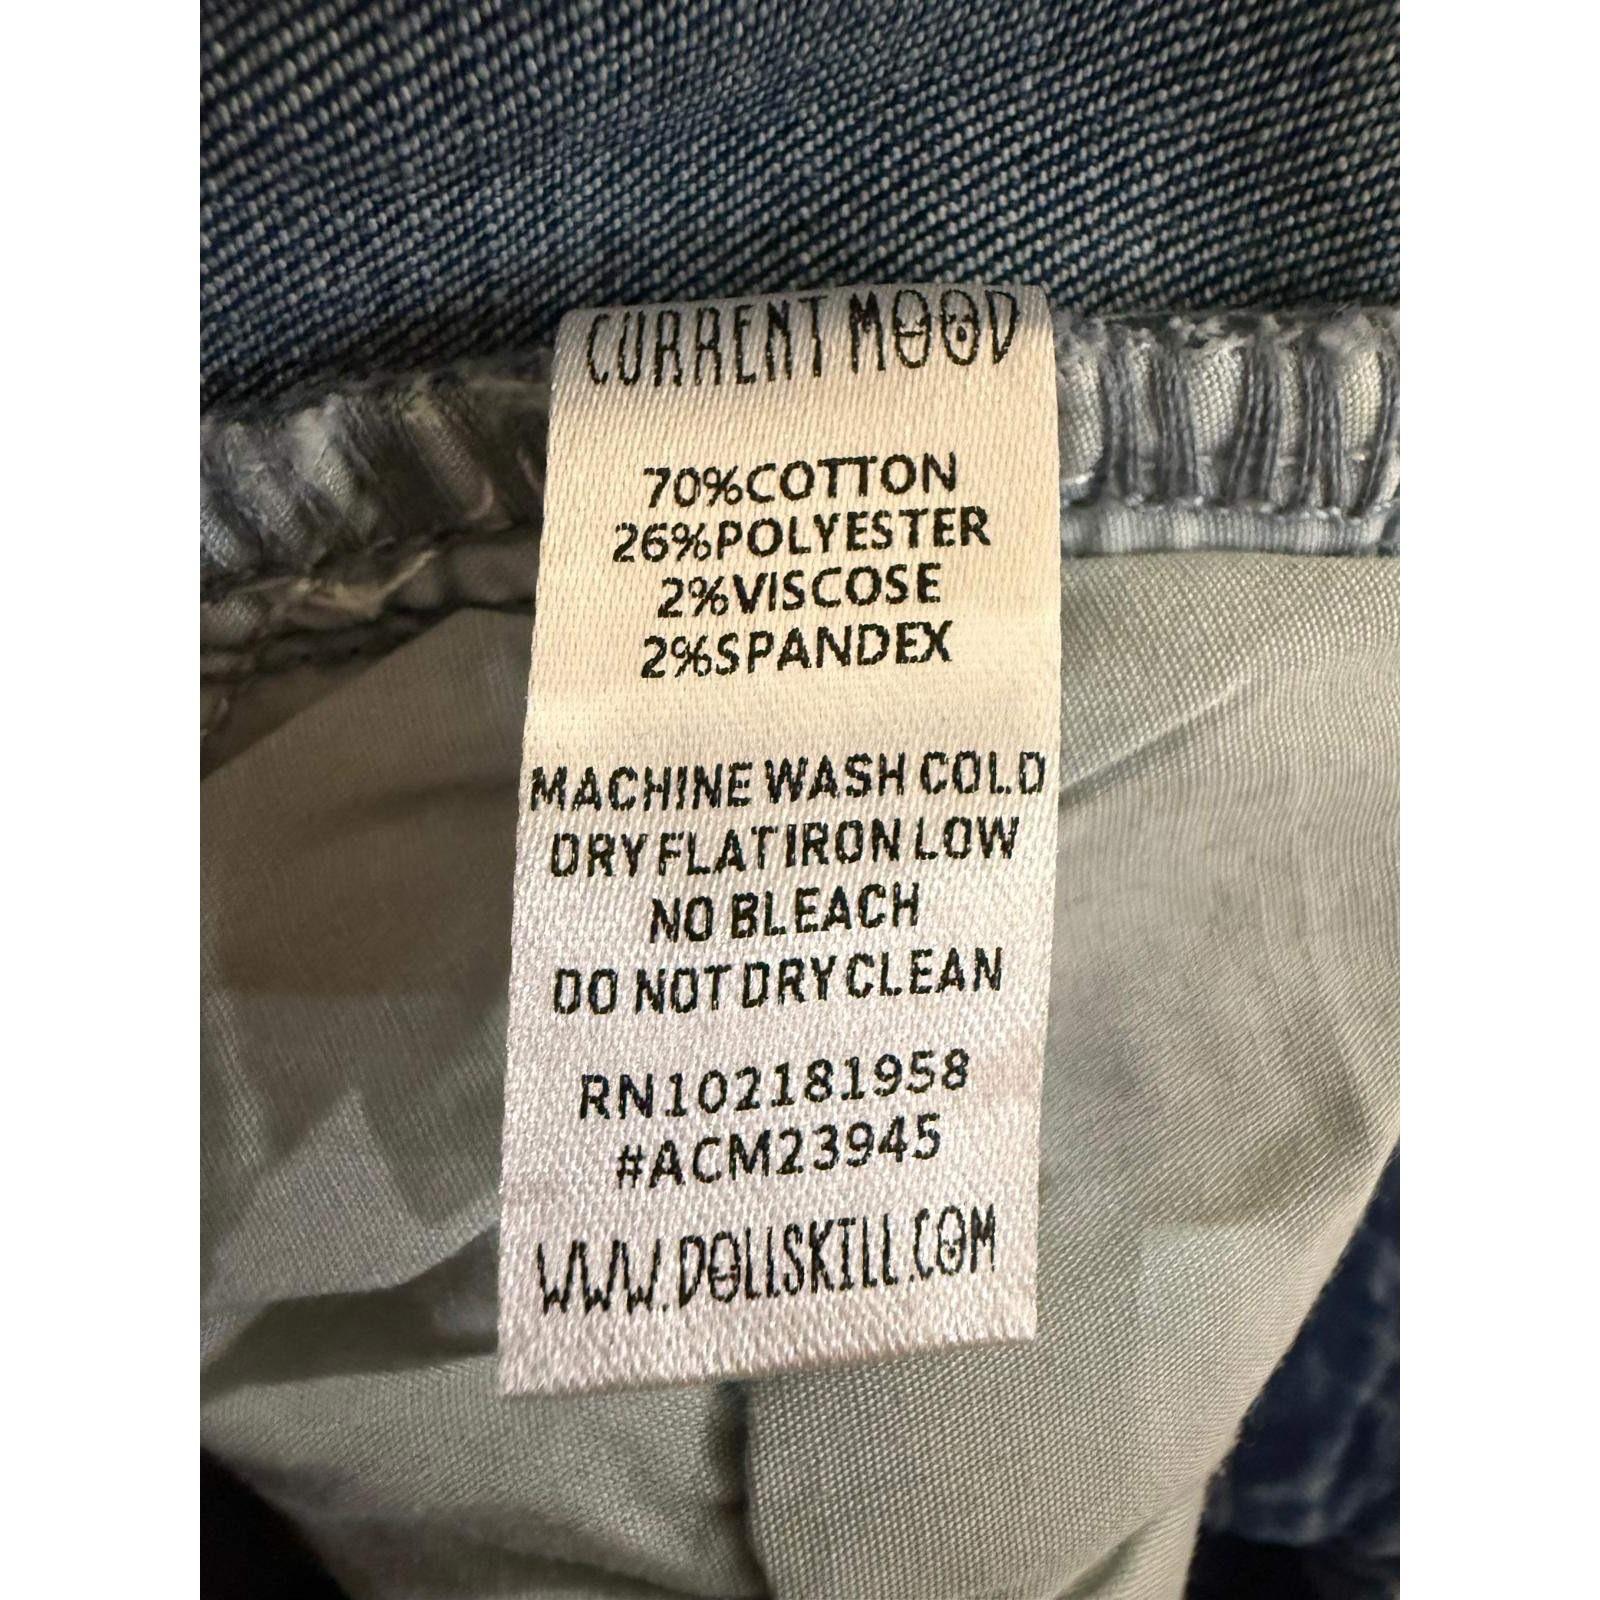 CURRENT MOOD
70%COTTON
26%POLYESTER
2%VISCOSE
2%SPANDEX
MACHINE WASH COLD
DRY FLAT IRON LOW
NO BLEACH
DO NOT DRY CLEAN
RN102181958
#ACM23945
WWW.DOLLSKILL.COM